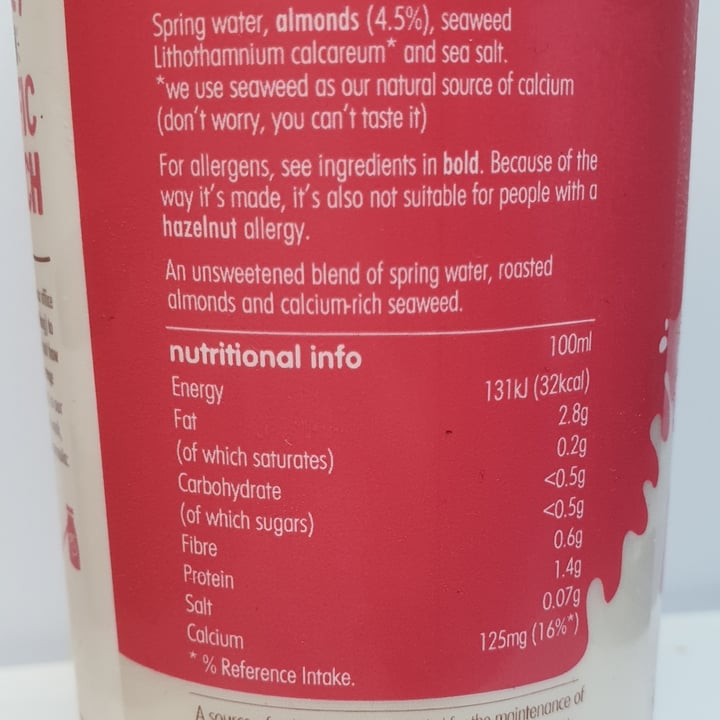 Spring water, almonds (4.5%), seaweed
Lithothamnium calcareum* and sea salt.
*we use seaweed as our natural source of calcium
(don't worry, you can't taste it)
For allergens, see ingredients in bold. Because of the
way it's made, it's also not suitable for people with a
hazelnut allergy.
An unsweetened blend of spring water, roasted
almonds and calcium-rich seaweed.
nutritional info 100ml
Energy 131kJ (32kcal)
Fat 2.8g
(of which saturates) 0.2g
Carbohydrate <0.5g
(of which sugars) <0.5g
Fibre 0.6g
Protein 1.4g
Salt 0.07g
Calcium 125mg (16%*)
* % Reference Intake.
A for the maintenance of